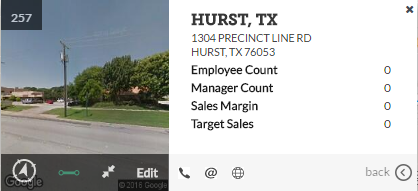 257
HURST, TX
1304 PRECINCT LINE RD
HURST, TX 76053
Employee Count 0
Manager Count 0
Sales Margin 0
Target Sales 0
Edit
Google
© 2016 Google
@
back